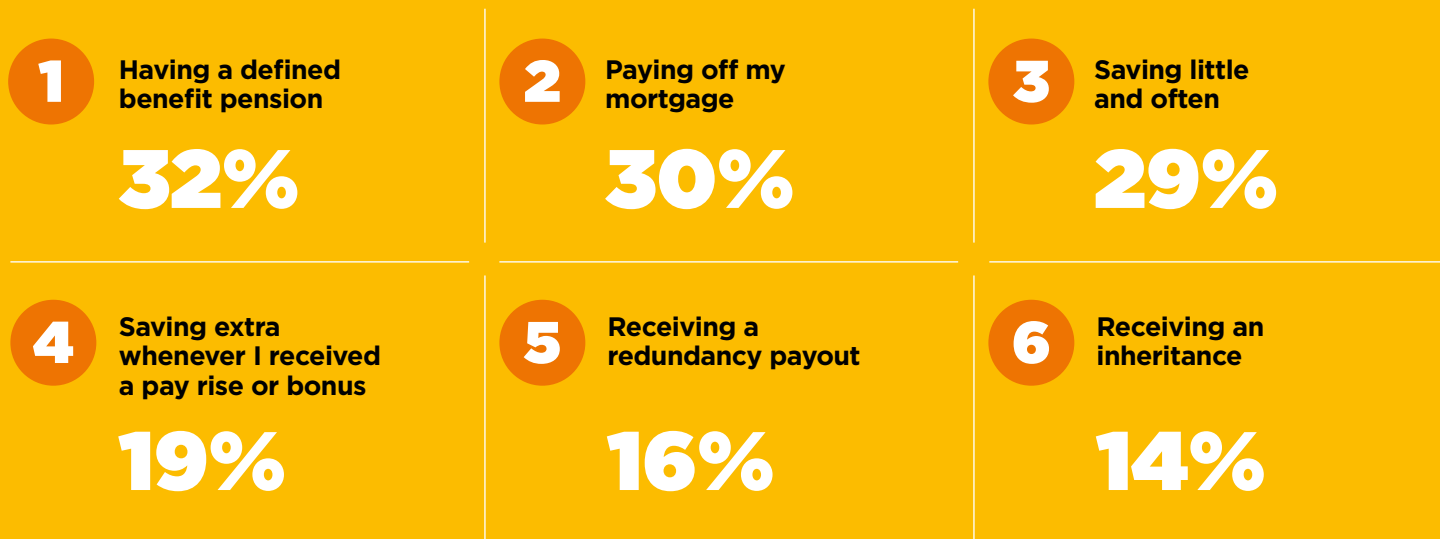 1
Having a defined
benefit pension
32%
2
Paying off my
mortgage
30%
3
Saving little
and often
29%
4
Saving extra
whenever I received
a pay rise or bonus
19%
5
Receiving a
redundancy payout
16%
6
Receiving an
inheritance
14%